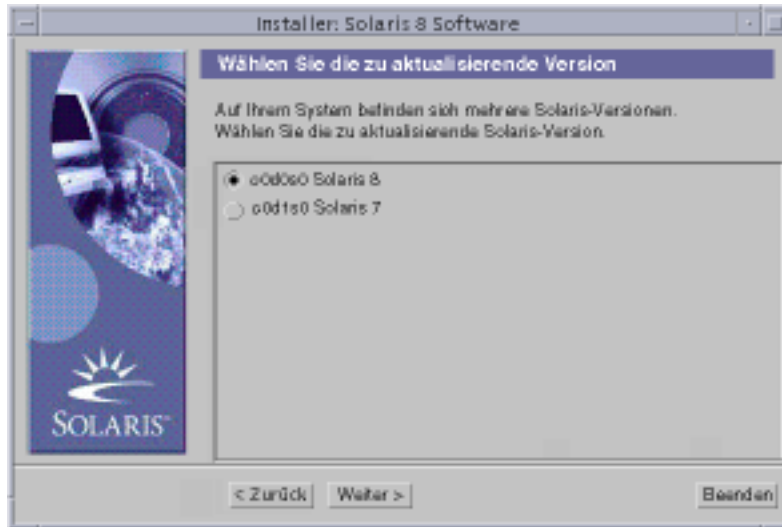 Installer: Solaris 8 Software
Wählen Sie die zu aktualisierende Version
Auf Ihrem System befinden sich mehrere Solaris-Versionen.
Wählen Sie die zu aktualisierende Solaris-Version.
c0d0s0 Solaris 8
c0d1s0 Solaris 7
SOLARIS™
< Zurück
Weiter >
Beenden